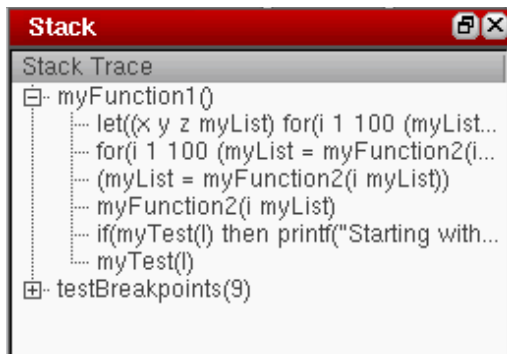 Stack
Stack Trace
myFunction1()
let((x y z myList) for(i 1 100 (myList...
for(i 1 100 (myList = myFunction2(i...
(myList = myFunction2(i myList))
myFunction2(i myList)
if(myTest(l) then printf("Starting with...
myTest(l)
testBreakpoints(9)